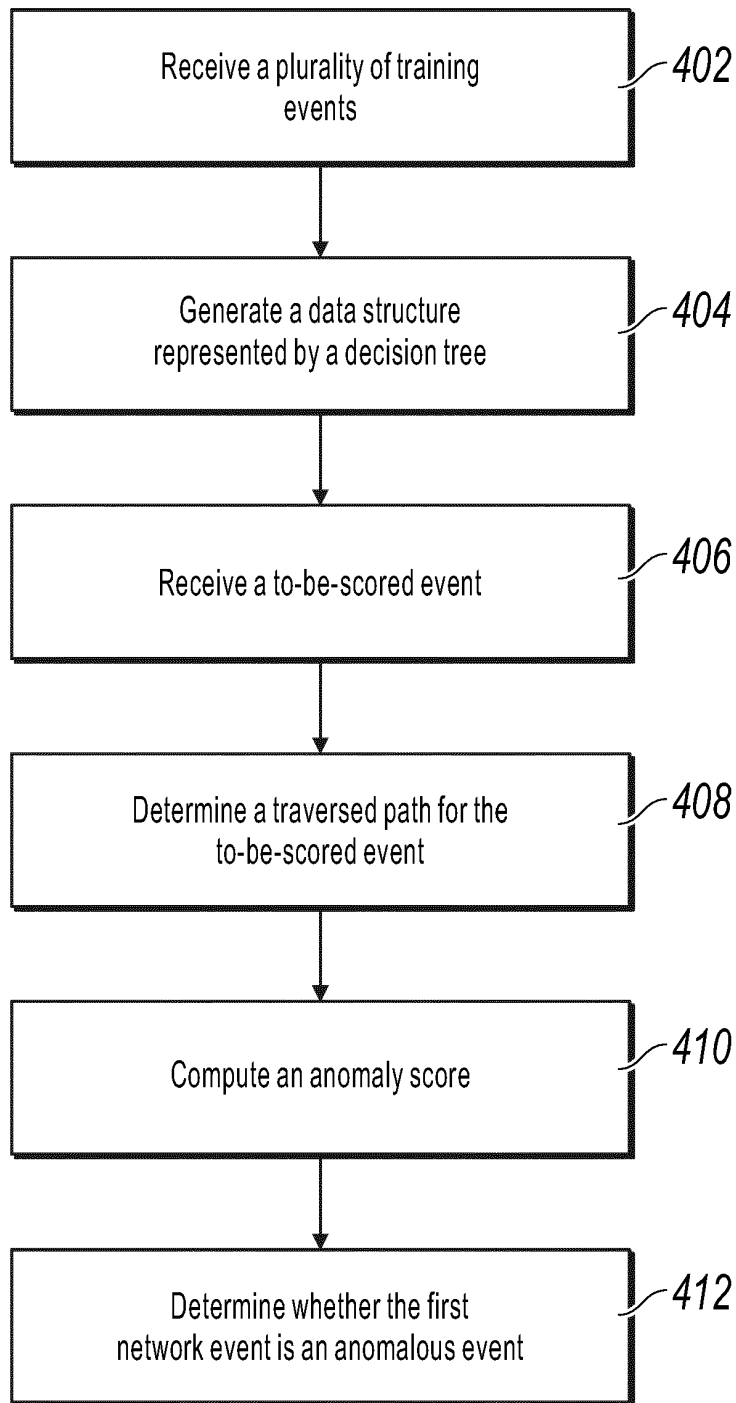 Receive a plurality of training
events
402
Generate a data structure
represented by a decision tree
404
Receive a to-be-scored event
406
Determine a traversed path for the
to-be-scored event
408
Compute an anomaly score
410
Determine whether the first
network event is an anomalous event
412